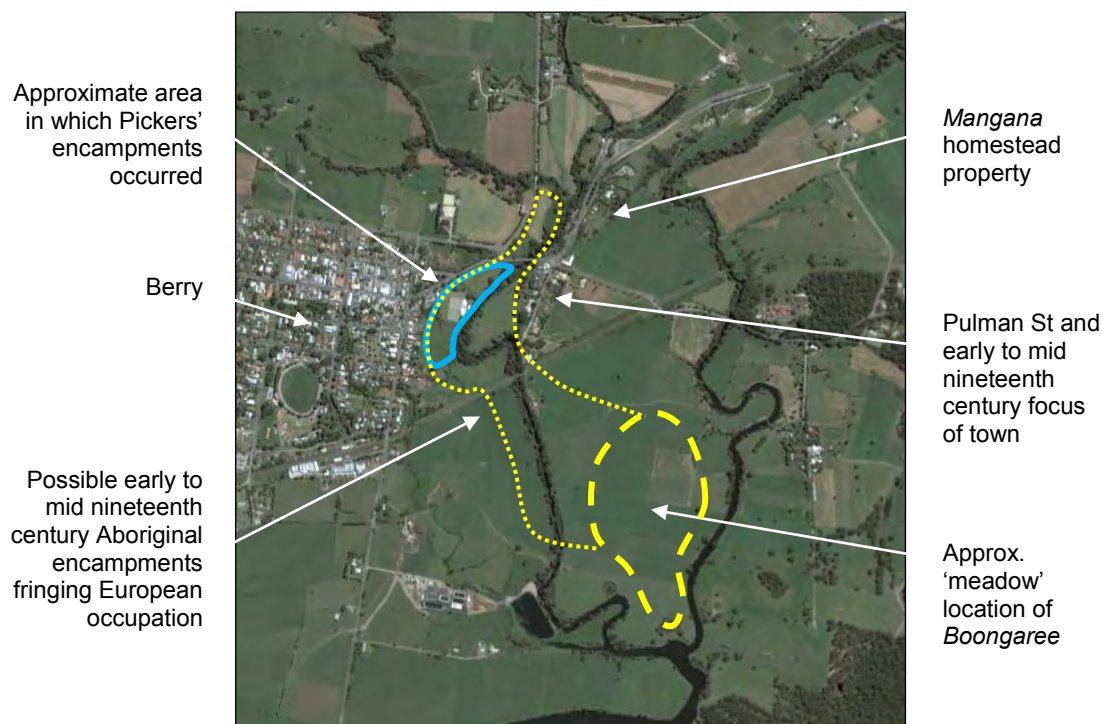 Approximate area
in which Pickers’
encampments
occurred
Berry
Possible early to
mid nineteenth
century Aboriginal
encampments
fringing European
occupation
Mangana
homestead
property
Pulman St and
early to mid
nineteenth
century focus
of town
Approx.
‘meadow’
location of
Boongaree